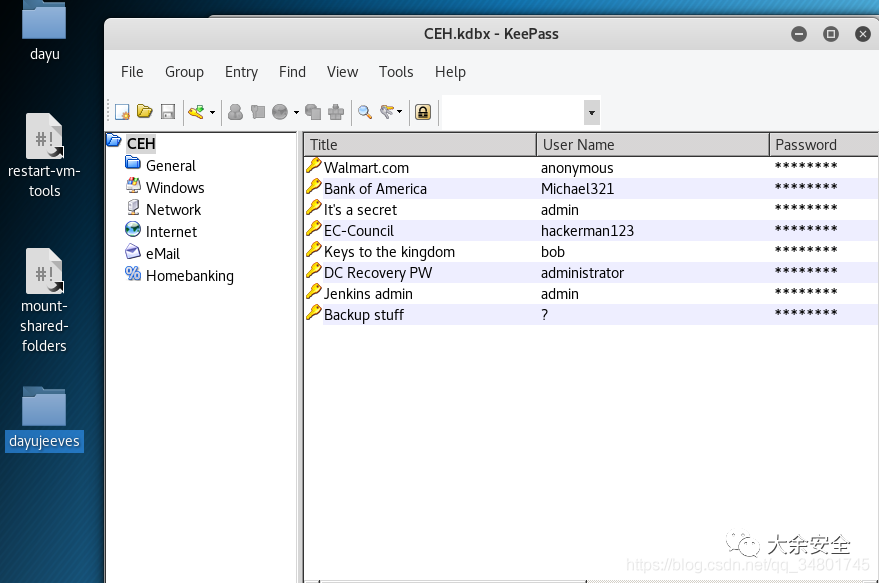 dayu
restart-vm-
tools
mount-
shared-
folders
dayujeeves
CEH.kdbx - KeePass
File Group Entry Find View Tools Help
CEH
General
Windows
Network
Internet
eMail
Homebanking
Title User Name Password
Walmart.com anonymous ********
Bank of America Michael321 ********
It's a secret admin ********
EC-Council hackerman123 ********
Keys to the kingdom bob ********
DC Recovery PW administrator ********
Jenkins admin admin ********
Backup stuff ? ********
大余安全
https://blog.csdn.net/qq_34801745